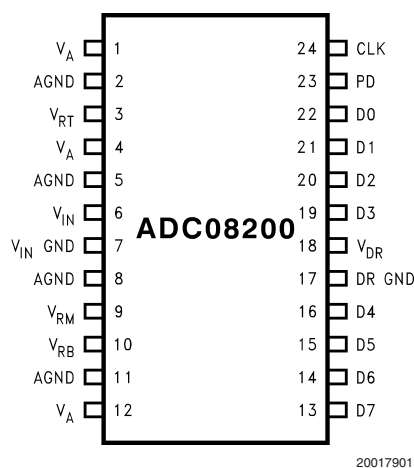 V_A 1 24 CLK
AGND 2 23 PD
V_RT 3 22 D0
V_A 4 21 D1
AGND 5 20 D2
V_IN 6 19 D3
ADC08200
V_IN GND 7 18 V_DR
AGND 8 17 DR GND
V_RM 9 16 D4
V_RB 10 15 D5
AGND 11 14 D6
V_A 12 13 D7
20017901